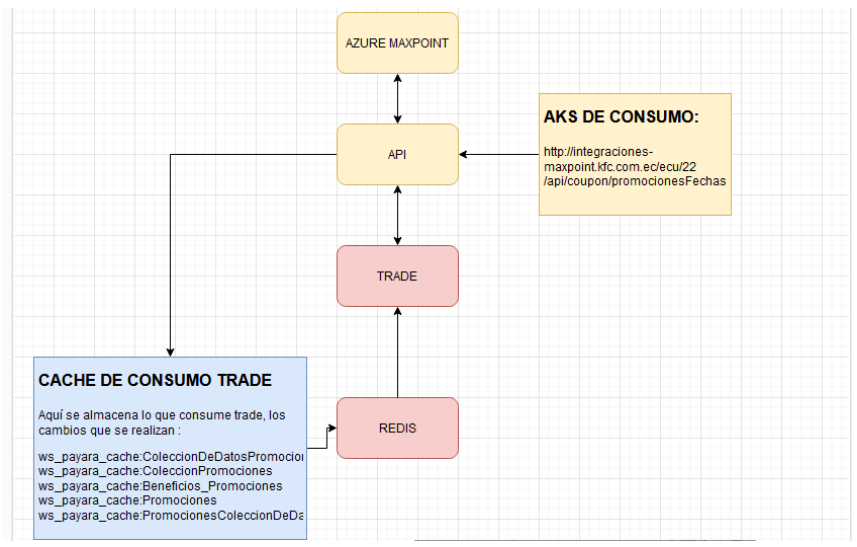 AZURE MAXPOINT
AKS DE CONSUMO:
http://integraciones-
maxpoint.kfc.com.ec/ecu/22
/api/coupon/promocionesFechas
API
TRADE
CACHE DE CONSUMO TRADE
Aquí se almacena lo que consume trade, los
cambios que se realizan :
ws_payara_cache:ColeccionDeDatosPromocion
ws_payara_cache:ColeccionPromociones
ws_payara_cache:Beneficios_Promociones
ws_payara_cache:Promociones
ws_payara_cache:PromocionesColeccionDeDa
REDIS